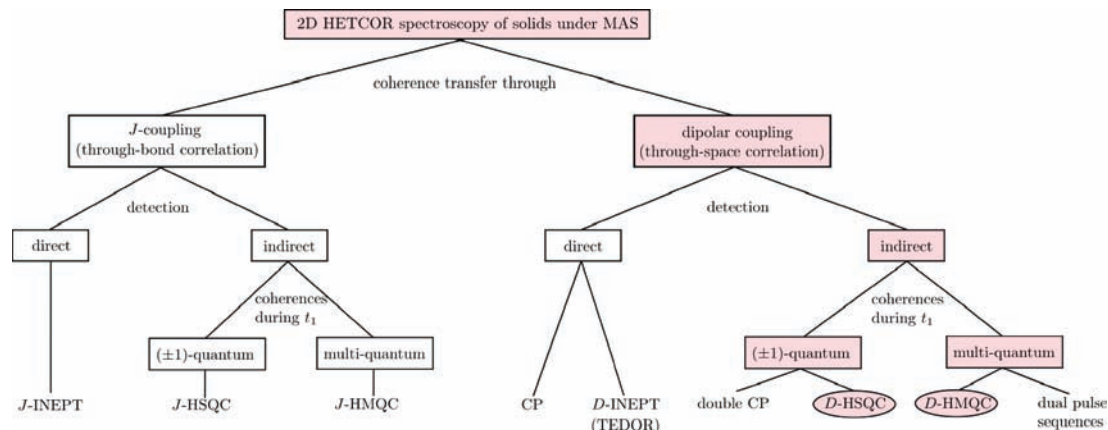 2D HETCOR spectroscopy of solids under MAS
coherence transfer through
J-coupling
(through-bond correlation)
dipolar coupling
(through-space correlation)
detection
detection
direct
indirect
direct
indirect
coherences
during t₁
coherences
during t₁
(±1)-quantum
multi-quantum
(±1)-quantum
multi-quantum
J-INEPT
J-HSQC
J-HMQC
CP
D-INEPT
(TEDOR)
double CP
D-HSQC
D-HMQC
dual pulse
sequences